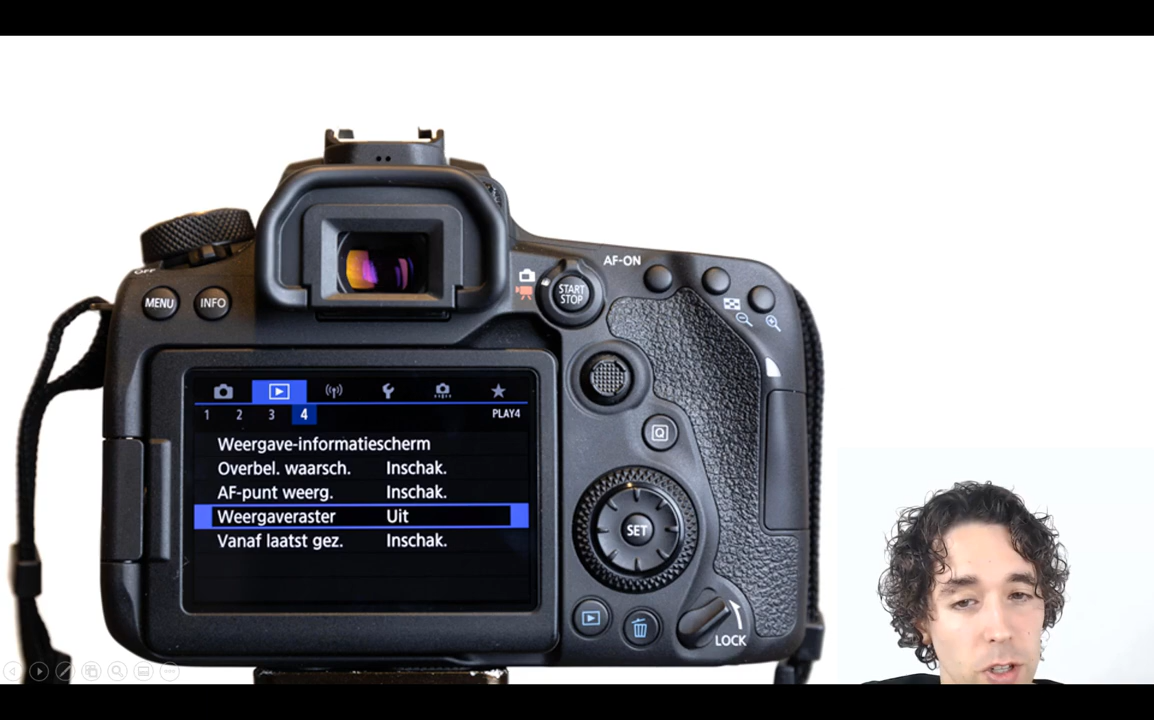 AF-ON
OFF
MENU
INFO
START
STOP
1 2 3 4 PLAY4
Weergave-informatiescherm
Overbel. waarsch. Inschak.
AF-punt weerg. Inschak.
Weergaveraster Uit
Vanaf laatst gez. Inschak.
Q
SET
LOCK